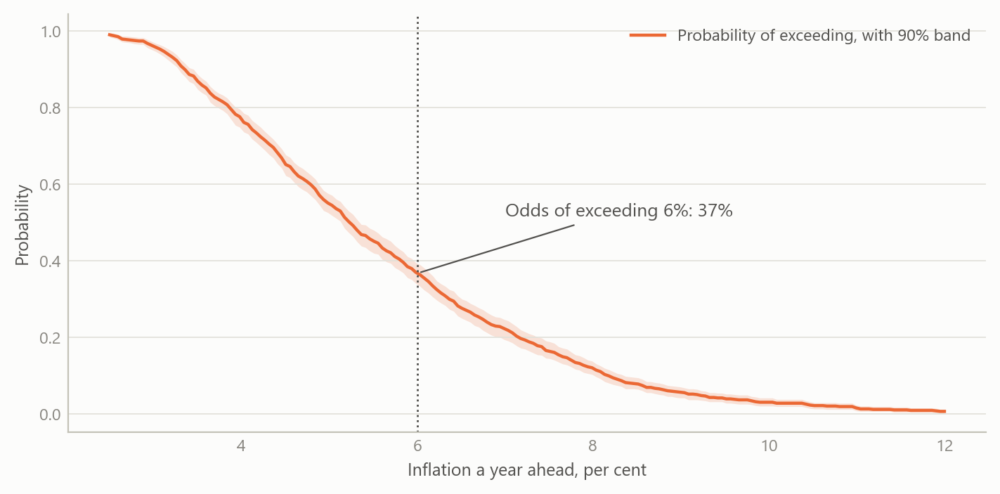 Probability of exceeding, with 90% band
Odds of exceeding 6%: 37%
Probability
1.0
0.8
0.6
0.4
0.2
0.0
4
6
8
10
12
Inflation a year ahead, per cent